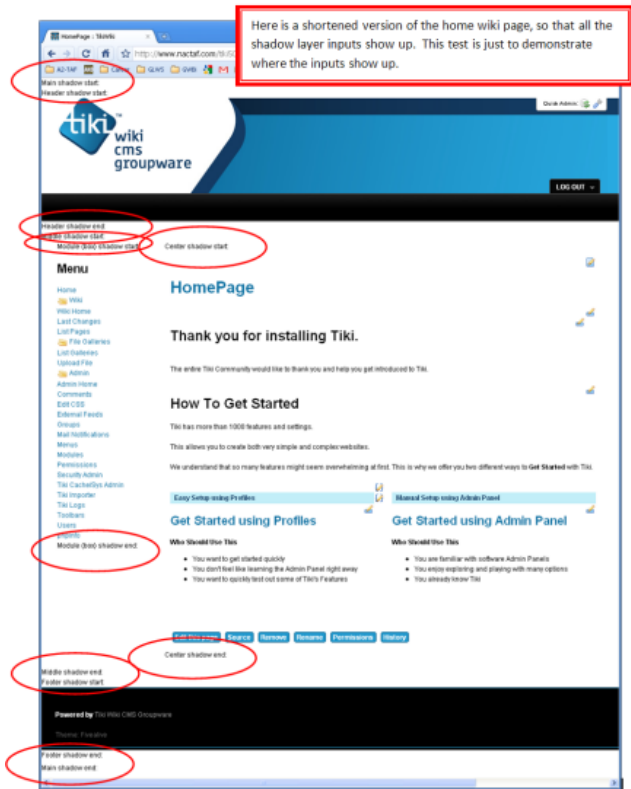 HomePage : TikiWiki
Here is a shortened version of the home wiki page, so that all the
shadow layer inputs show up. This test is just to demonstrate
where the inputs show up.
Main shadow start:
Header shadow start:
Quick Admin:
tiki
wiki
cms
groupware
LOG OUT
Header shadow end:
Middle shadow start:
Module (box) shadow start:
Center shadow start:
Menu
Home
Wiki
Wiki Home
Last Changes
List Pages
File Galleries
List Galleries
Upload File
Admin
Admin Home
Comments
Edit CSS
External Feeds
Groups
Mail Notifications
Menus
Modules
Permissions
Security Admin
Tiki Cache/Sys Admin
Tiki Importer
Tiki Logs
Toolbars
Users
Module (box) shadow end:
HomePage
Thank you for installing Tiki.
The entire Tiki Community would like to thank you and help you get introduced to Tiki.
How To Get Started
Tiki has more than 1000 features and settings.
This allows you to create both very simple and complex websites.
We understand that so many features might seem overwhelming at first. This is why we offer you two different ways to Get Started with Tiki.
Easy Setup using Profiles
Get Started using Profiles
Who Should Use This
You want to get started quickly
You don't feel like learning the Admin Panel right away
You want to quickly test out some of Tiki's Features
Manual Setup using Admin Panel
Get Started using Admin Panel
Who Should Use This
You are familiar with software Admin Panels
You enjoy exploring and playing with many options
You already know Tiki
Source Remove Rename Permissions History
Center shadow end:
Middle shadow end:
Footer shadow start:
Powered by Tiki Wiki CMS Groupware
Theme: Fivealive
Footer shadow end:
Main shadow end: